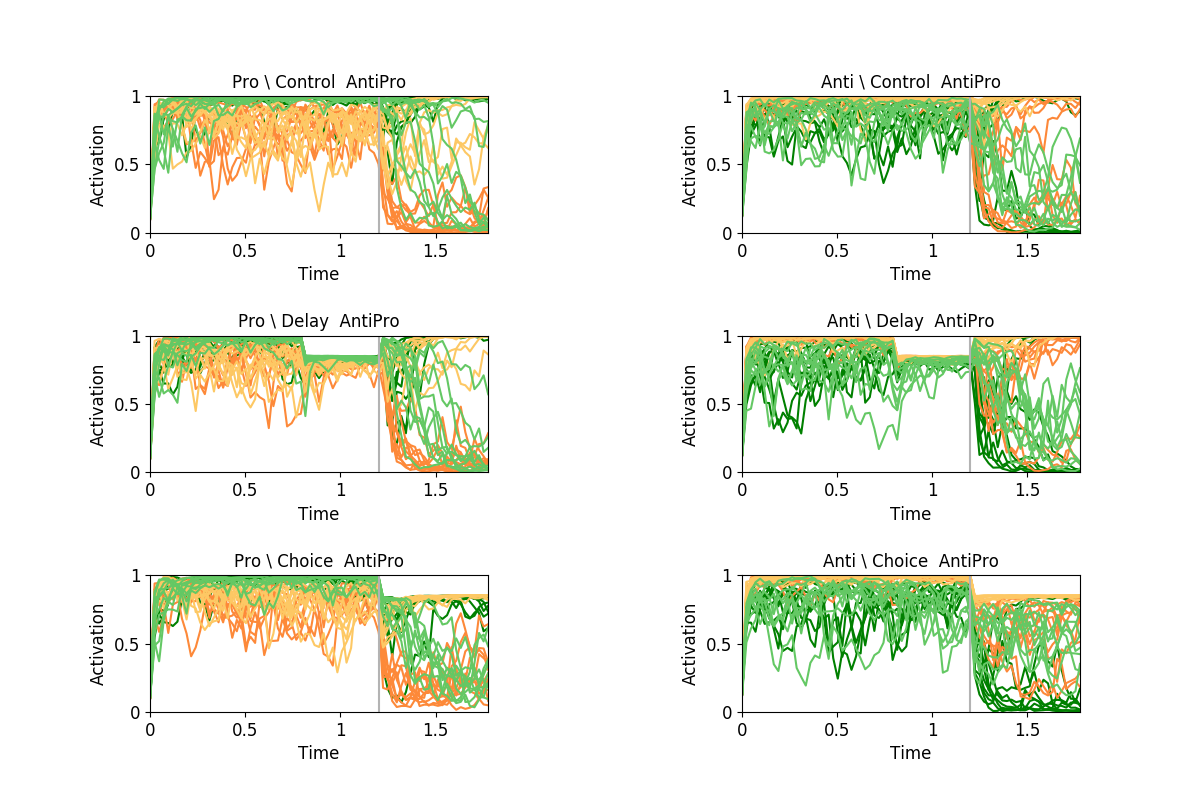 Pro \ Control  AntiPro
Activation
1
0.5
0
0
0.5
1
1.5
Time
Anti \ Control  AntiPro
Activation
1
0.5
0
0
0.5
1
1.5
Time
Pro \ Delay  AntiPro
Activation
1
0.5
0
0
0.5
1
1.5
Time
Anti \ Delay  AntiPro
Activation
1
0.5
0
0
0.5
1
1.5
Time
Pro \ Choice  AntiPro
Activation
1
0.5
0
0
0.5
1
1.5
Time
Anti \ Choice  AntiPro
Activation
1
0.5
0
0
0.5
1
1.5
Time